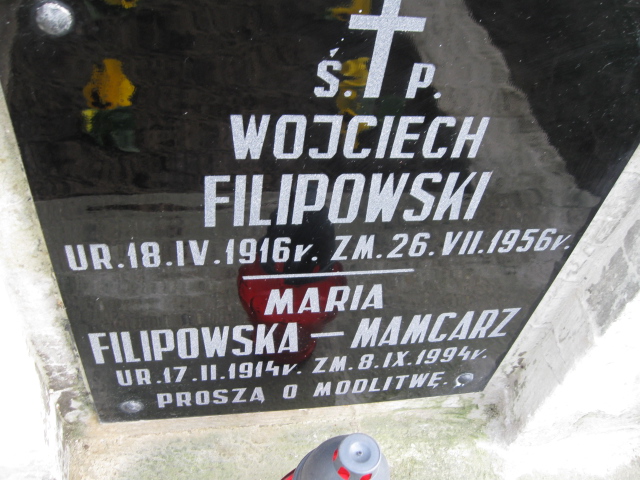 Ś. P.
WOJCIECH
FILIPOWSKI
UR. 18. IV. 1916r. ZM. 26. VII. 1956r.
MARIA
FILIPOWSKA – MAMCARZ
UR. 17. II. 1914r. ZM. 8. IX. 1994r.
PROSZĄ O MODLITWĘ.